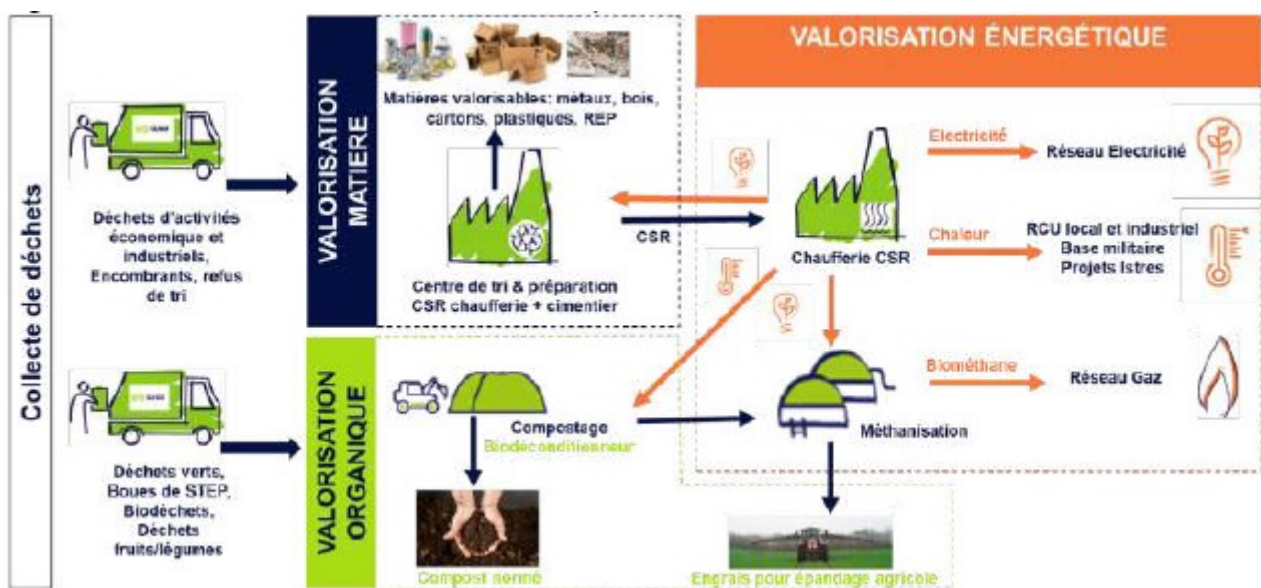 Collecte de déchets
Déchets d'activités
économique et
industriels,
Encombrants, refus
de tri
Déchets verts,
Boues de STEP,
Biodéchets,
Déchets
fruits/légumes
VALORISATION
MATIERE
Matières valorisables: métaux, bois,
cartons, plastiques, REP
Centre de tri & préparation
CSR chaufferie + cimentier
CSR
VALORISATION
ORGANIQUE
Compostage
Biodéconditionneur
Compost normé
VALORISATION ÉNERGÉTIQUE
Chaufferie CSR
Electricité
Réseau Electricité
Chaleur
RCU local et industriel
Base militaire
Projets Istres
Biométhane
Réseau Gaz
Méthanisation
Engrais pour épandage agricole